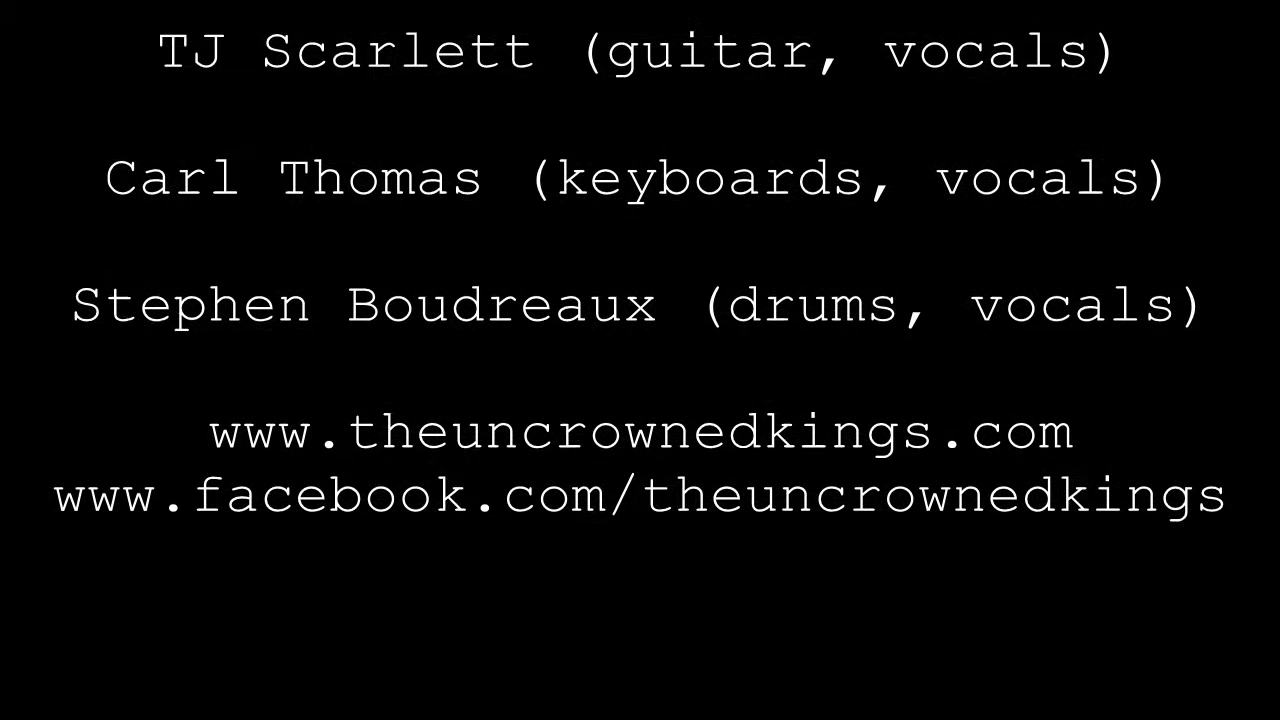 TJ Scarlett (guitar, vocals)
Carl Thomas (keyboards, vocals)
Stephen Boudreaux (drums, vocals)
www.theuncrownedkings.com
www.facebook.com/theuncrownedkings